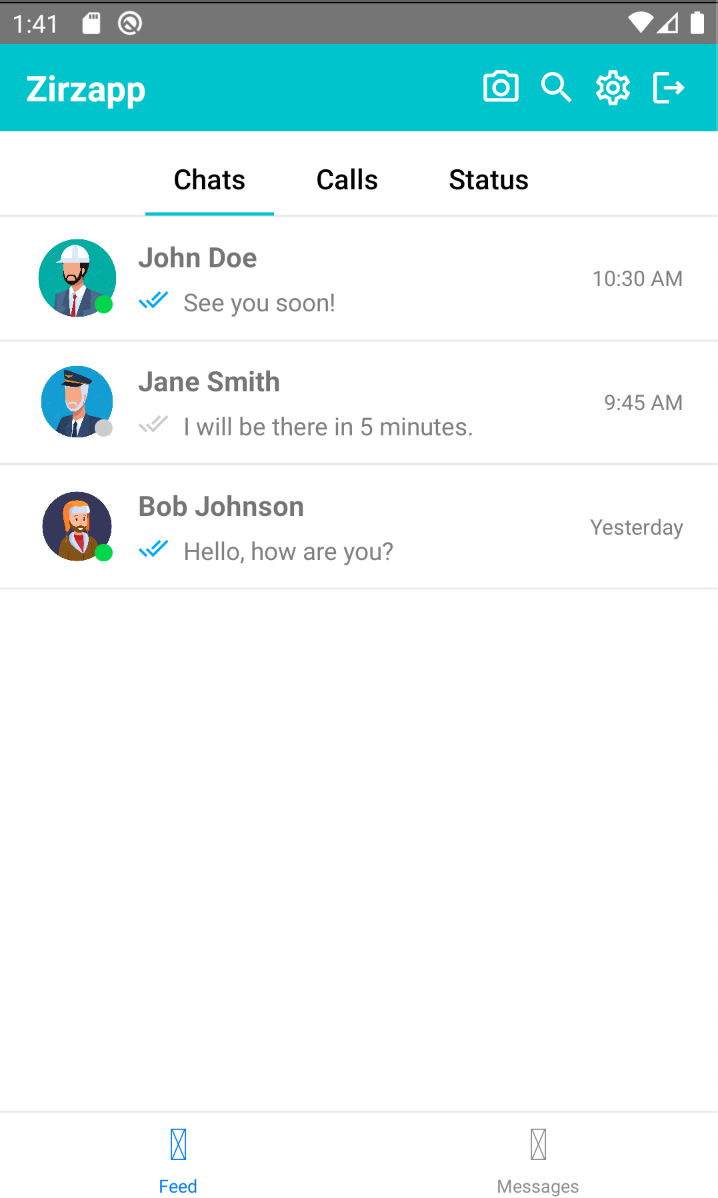 1:41
Zirzapp
Chats Calls Status
John Doe
See you soon!
10:30 AM
Jane Smith
I will be there in 5 minutes.
9:45 AM
Bob Johnson
Hello, how are you?
Yesterday
Feed Messages